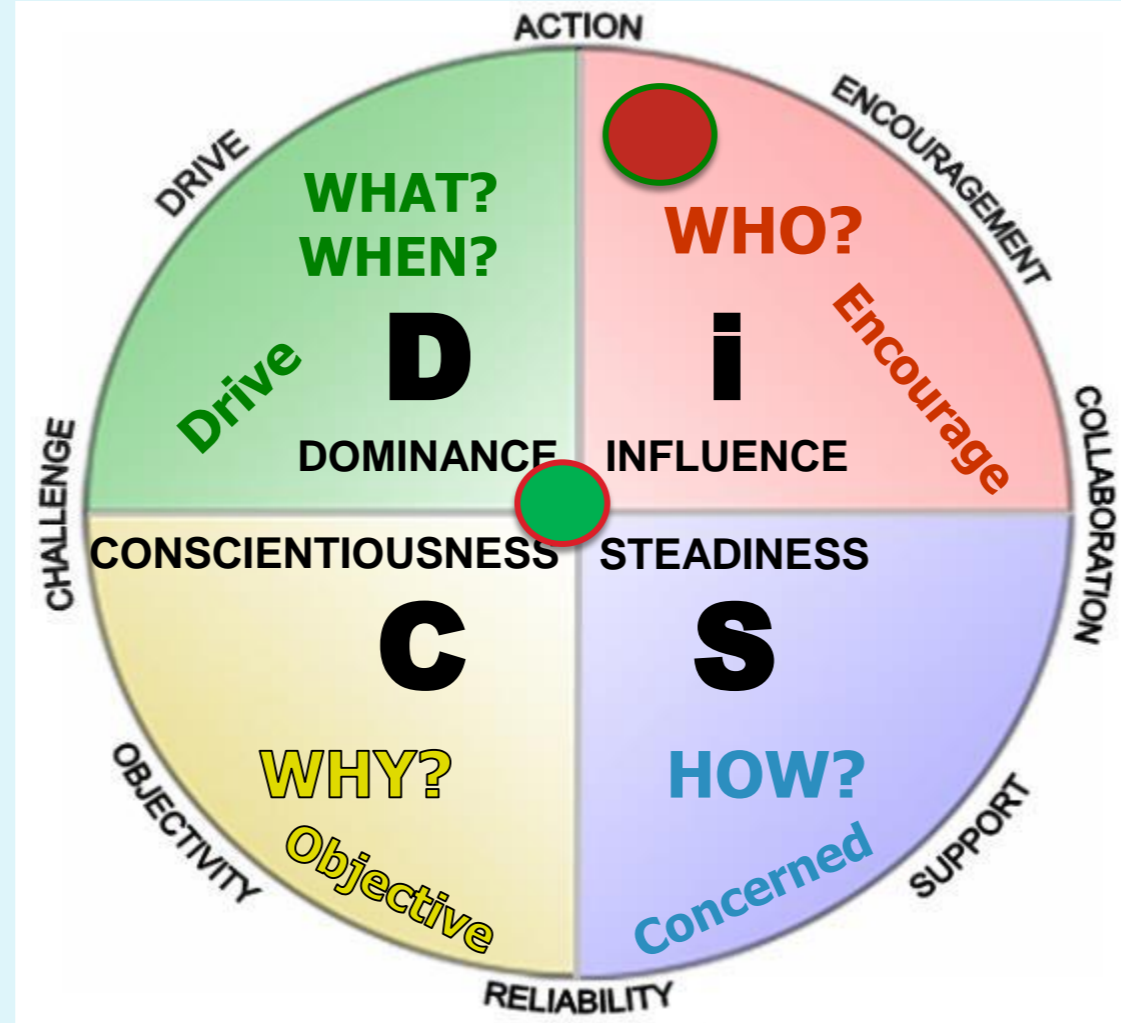 ACTION
DRIVE
ENCOURAGEMENT
WHAT?
WHEN?
WHO?
D
i
Drive
Encourage
DOMINANCE
INFLUENCE
CHALLENGE
COLLABORATION
CONSCIENTIOUSNESS
STEADINESS
C
S
WHY?
HOW?
Objective
Concerned
OBJECTIVITY
SUPPORT
RELIABILITY